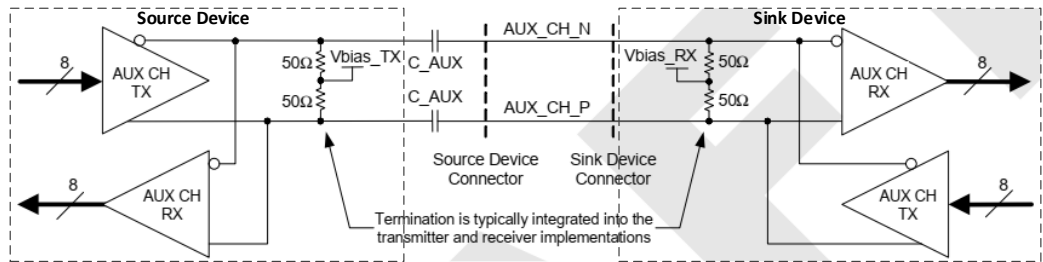 Source Device
Sink Device
8
AUX CH
TX
50Ω
50Ω
Vbias_TX
C_AUX
C_AUX
AUX_CH_N
AUX_CH_P
Vbias_RX
50Ω
50Ω
AUX CH
RX
8
8
AUX CH
RX
Source Device
Connector
Sink Device
Connector
AUX CH
TX
8
Termination is typically integrated into the
transmitter and receiver implementations